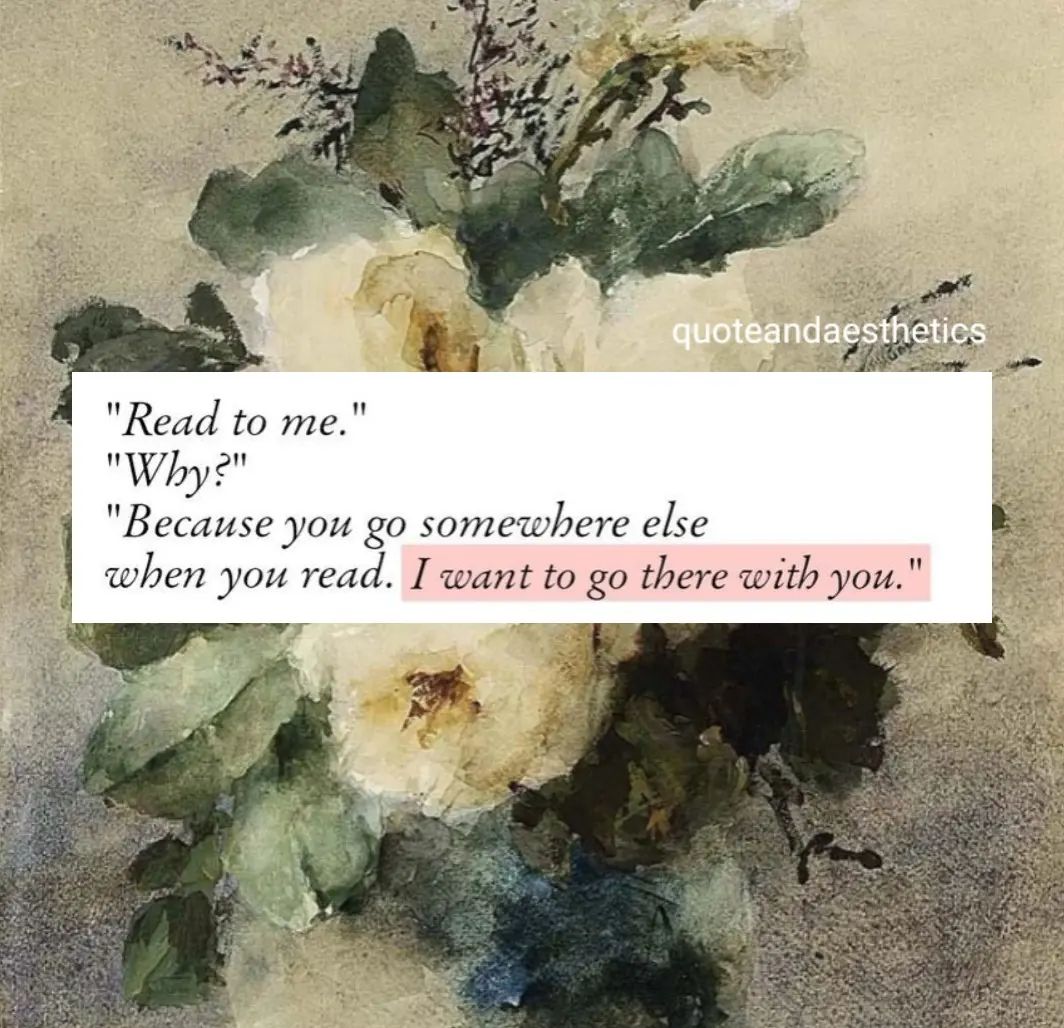 quoteandaesthetics
"Read to me."
"Why?"
"Because you go somewhere else
when you read. I want to go there with you."